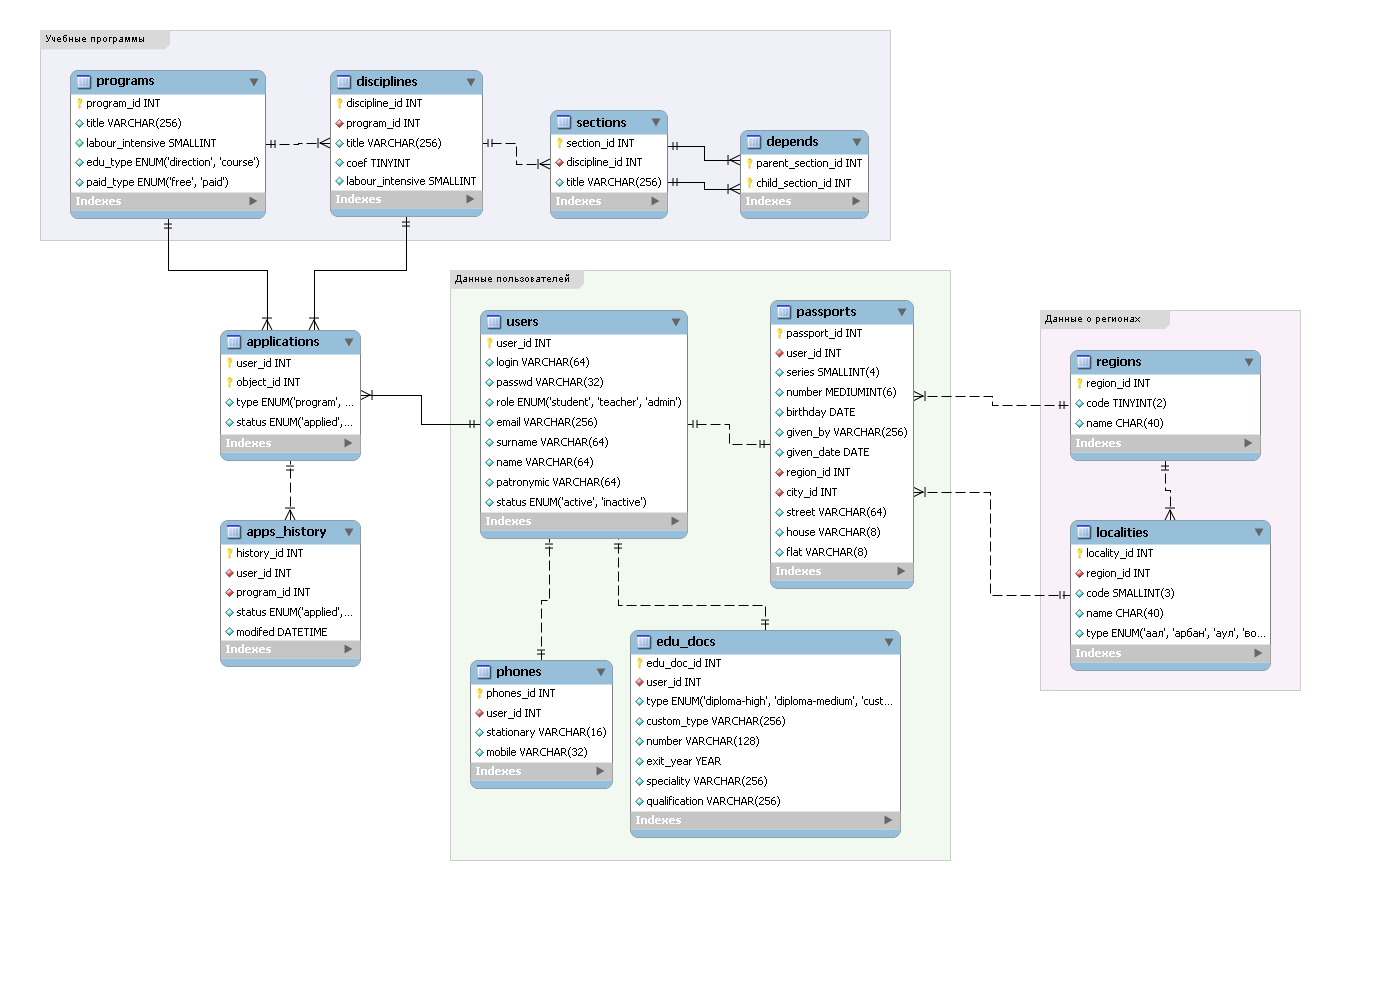 Учебные программы
programs
program_id INT
title VARCHAR(256)
labour_intensive SMALLINT
edu_type ENUM('direction', 'course')
paid_type ENUM('free', 'paid')
Indexes
disciplines
discipline_id INT
program_id INT
title VARCHAR(256)
coef TINYINT
labour_intensive SMALLINT
Indexes
sections
section_id INT
discipline_id INT
title VARCHAR(256)
Indexes
depends
parent_section_id INT
child_section_id INT
Indexes
applications
user_id INT
object_id INT
type ENUM('program', ...
status ENUM('applied',...
Indexes
apps_history
history_id INT
user_id INT
program_id INT
status ENUM('applied',...
modifed DATETIME
Indexes
Данные пользователей
users
user_id INT
login VARCHAR(64)
passwd VARCHAR(32)
role ENUM('student', 'teacher', 'admin')
email VARCHAR(256)
surname VARCHAR(64)
name VARCHAR(64)
patronymic VARCHAR(64)
status ENUM('active', 'inactive')
Indexes
passports
passport_id INT
user_id INT
series SMALLINT(4)
number MEDIUMINT(6)
birthday DATE
given_by VARCHAR(256)
given_date DATE
region_id INT
city_id INT
street VARCHAR(64)
house VARCHAR(8)
flat VARCHAR(8)
Indexes
phones
phones_id INT
user_id INT
stationary VARCHAR(16)
mobile VARCHAR(32)
Indexes
edu_docs
edu_doc_id INT
user_id INT
type ENUM('diploma-high', 'diploma-medium', 'cust...
custom_type VARCHAR(256)
number VARCHAR(128)
exit_year YEAR
speciality VARCHAR(256)
qualification VARCHAR(256)
Indexes
Данные о регионах
regions
region_id INT
code TINYINT(2)
name CHAR(40)
Indexes
localities
locality_id INT
region_id INT
code SMALLINT(3)
name CHAR(40)
type ENUM('аал', 'арбан', 'аул', 'во...
Indexes